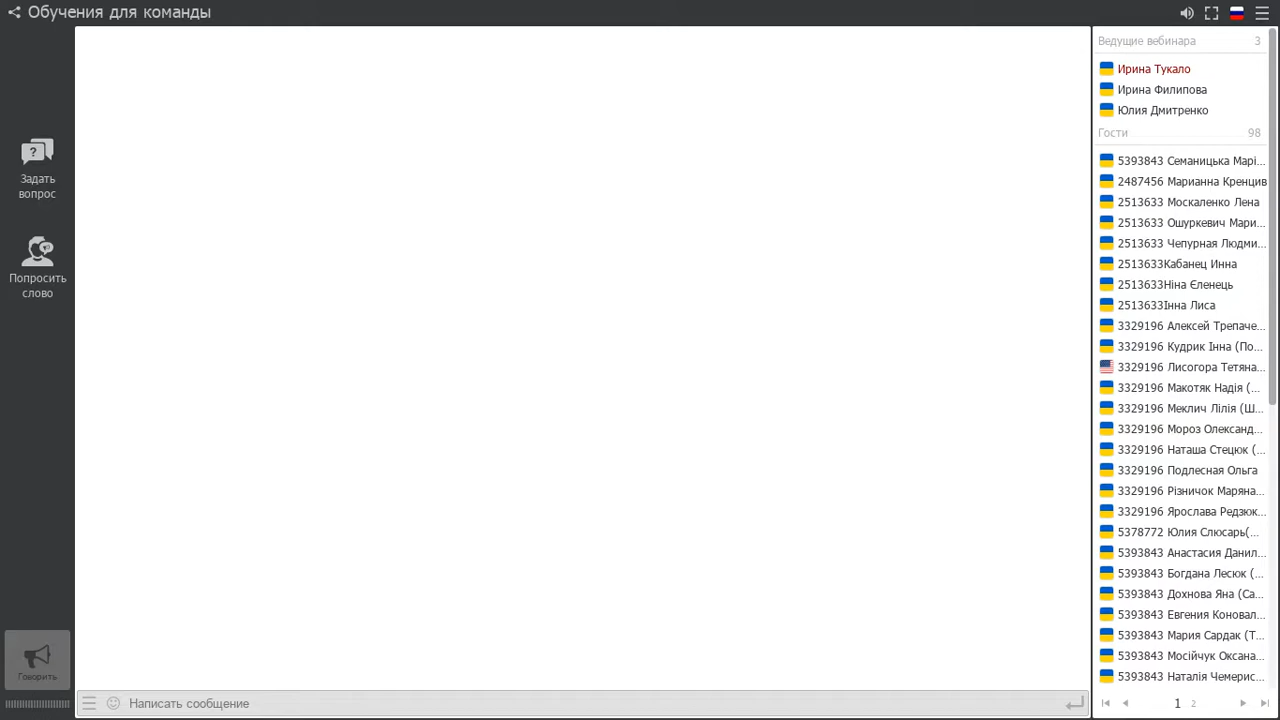 Обучения для команды
Задать
вопрос
Попросить
слово
Говорить
Написать сообщение
Ведущие вебинара 3
Ирина Тукало
Ирина Филипова
Юлия Дмитренко
Гости 98
5393843 Семаницька Марі...
2487456 Марианна Кренцив
2513633 Москаленко Лена
2513633 Ошуркевич Мари...
2513633 Чепурная Людми...
2513633Кабанец Инна
2513633Ніна Єленець
2513633Інна Лиса
3329196 Алексей Трепаче...
3329196 Кудрик Інна (По...
3329196 Лисогора Тетяна...
3329196 Макотяк Надія (...
3329196 Меклич Лілія (Ш...
3329196 Мороз Олександ...
3329196 Наташа Стецюк (...
3329196 Подлесная Ольга
3329196 Різничок Маряна...
3329196 Ярослава Редзюк...
5378772 Юлия Слюсарь(...
5393843 Анастасия Данил...
5393843 Богдана Лесюк (...
5393843 Дохнова Яна (Са...
5393843 Евгения Коновал...
5393843 Мария Сардак (Т...
5393843 Мосійчук Оксана...
5393843 Наталія Чемерис...
1 2